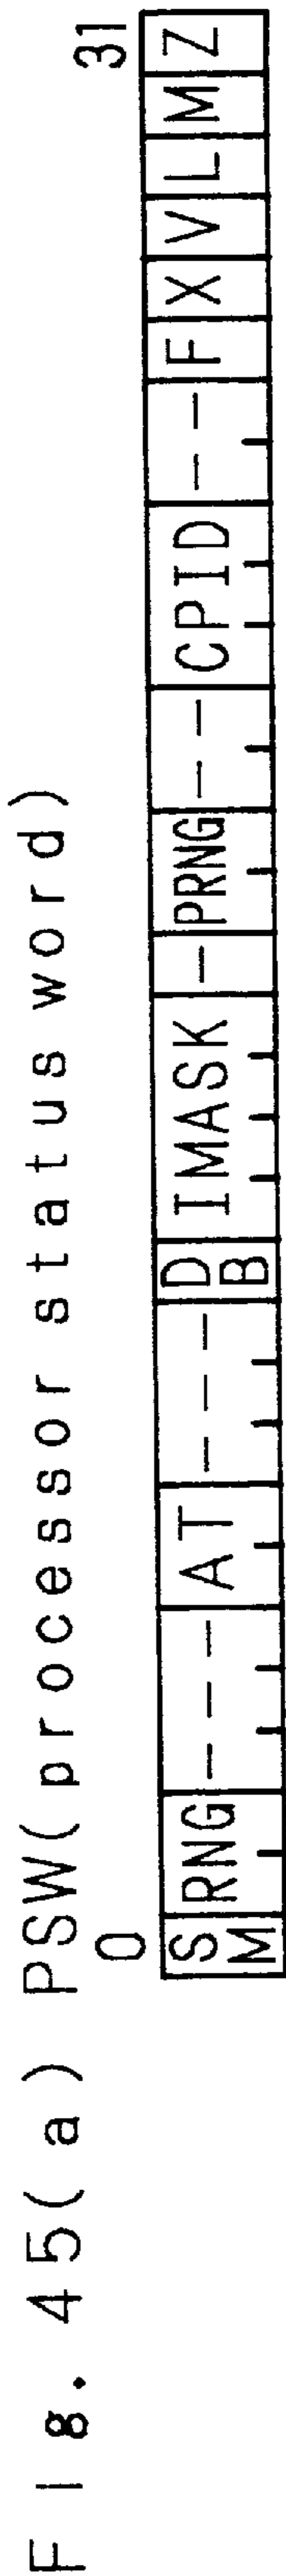 Fig. 45(a) PSW(processor status word)
0 31
SM RNG --- AT --- DB IMASK - PRNG -- CPID -- F X V L M Z